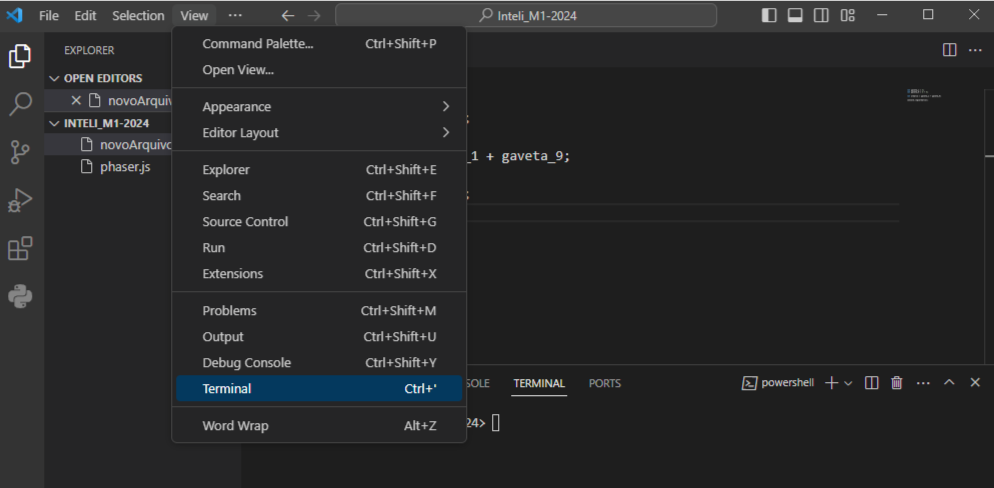 File Edit Selection View ··· Inteli_M1-2024
EXPLORER
OPEN EDITORS
novoArquiv
INTELI_M1-2024
novoArquivo
phaser.js
Command Palette... Ctrl+Shift+P
Open View...
Appearance
Editor Layout
Explorer Ctrl+Shift+E
Search Ctrl+Shift+F
Source Control Ctrl+Shift+G
Run Ctrl+Shift+D
Extensions Ctrl+Shift+X
Problems Ctrl+Shift+M
Output Ctrl+Shift+U
Debug Console Ctrl+Shift+Y
Terminal Ctrl+'
Word Wrap Alt+Z
;
_1 + gaveta_9;
;
SOLE TERMINAL PORTS powershell
24>